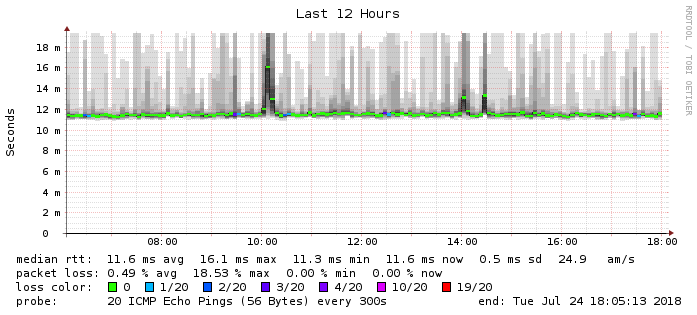 Last 12 Hours
RRDTOOL / TOBI OETIKER
Seconds
18 m
16 m
14 m
12 m
10 m
8 m
6 m
4 m
2 m
0
08:00 10:00 12:00 14:00 16:00 18:00
median rtt: 11.6 ms avg 16.1 ms max 11.3 ms min 11.6 ms now 0.5 ms sd 24.9 am/s
packet loss: 0.49 % avg 18.53 % max 0.00 % min 0.00 % now
loss color: 0 1/20 2/20 3/20 4/20 10/20 19/20
probe: 20 ICMP Echo Pings (56 Bytes) every 300s end: Tue Jul 24 18:05:13 2018